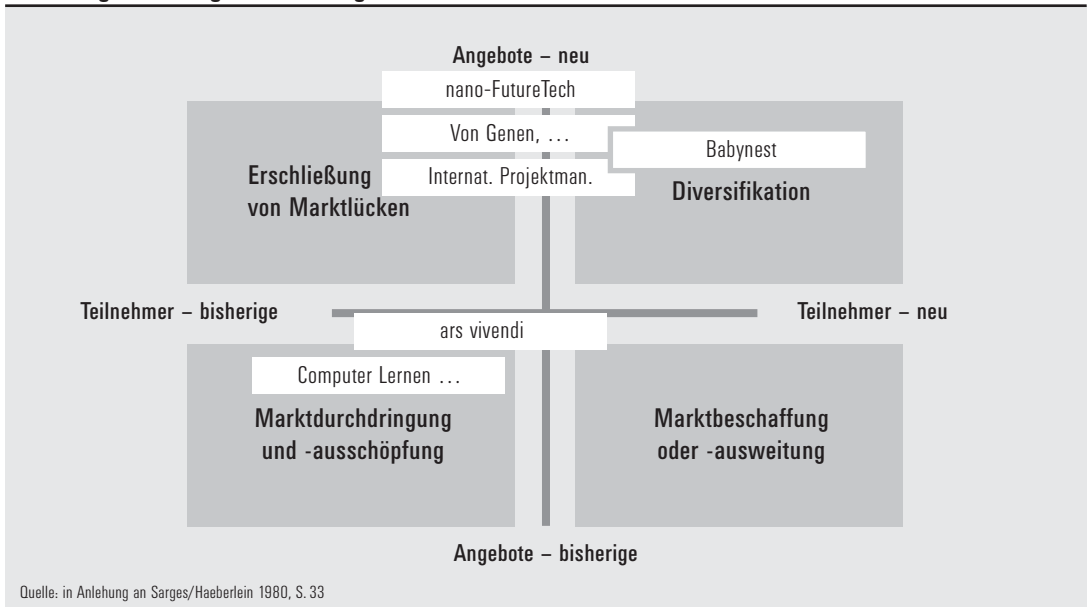 Angebote – neu
nano-FutureTech
Von Genen, …
Babynest
Erschließung
von Marktlücken
Internat. Projektman.
Diversifikation
Teilnehmer – bisherige
Teilnehmer – neu
ars vivendi
Computer Lernen …
Marktdurchdringung
und -ausschöpfung
Marktbeschaffung
oder -ausweitung
Angebote – bisherige
Quelle: in Anlehung an Sarges/Haeberlein 1980, S. 33